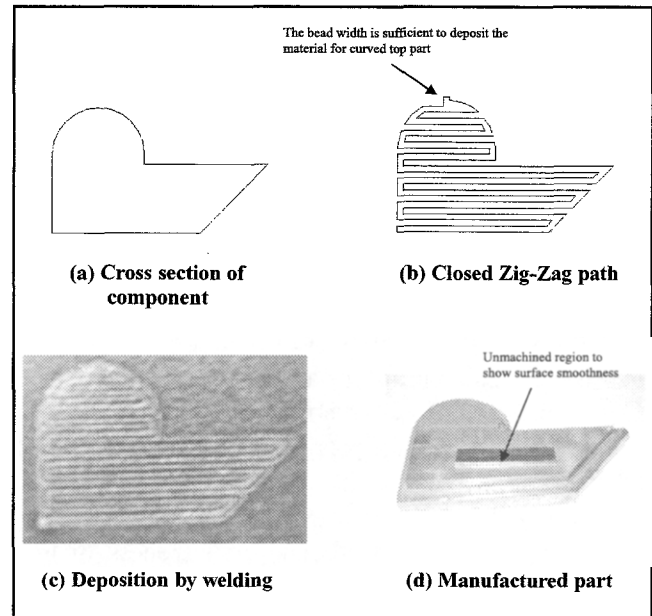 The bead width is sufficient to deposit the
material for curved top part
(a) Cross section of
component
(b) Closed Zig-Zag path
Unmachined region to
show surface smoothness
(c) Deposition by welding
(d) Manufactured part